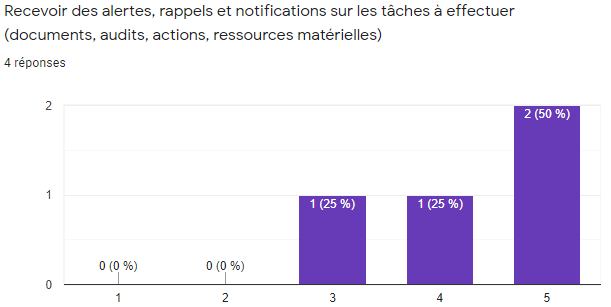 Recevoir des alertes, rappels et notifications sur les tâches à effectuer
(documents, audits, actions, ressources matérielles)
4 réponses
2
2 (50 %)
1
1 (25 %)
1 (25 %)
0 (0 %)
0 (0 %)
0
1
2
3
4
5